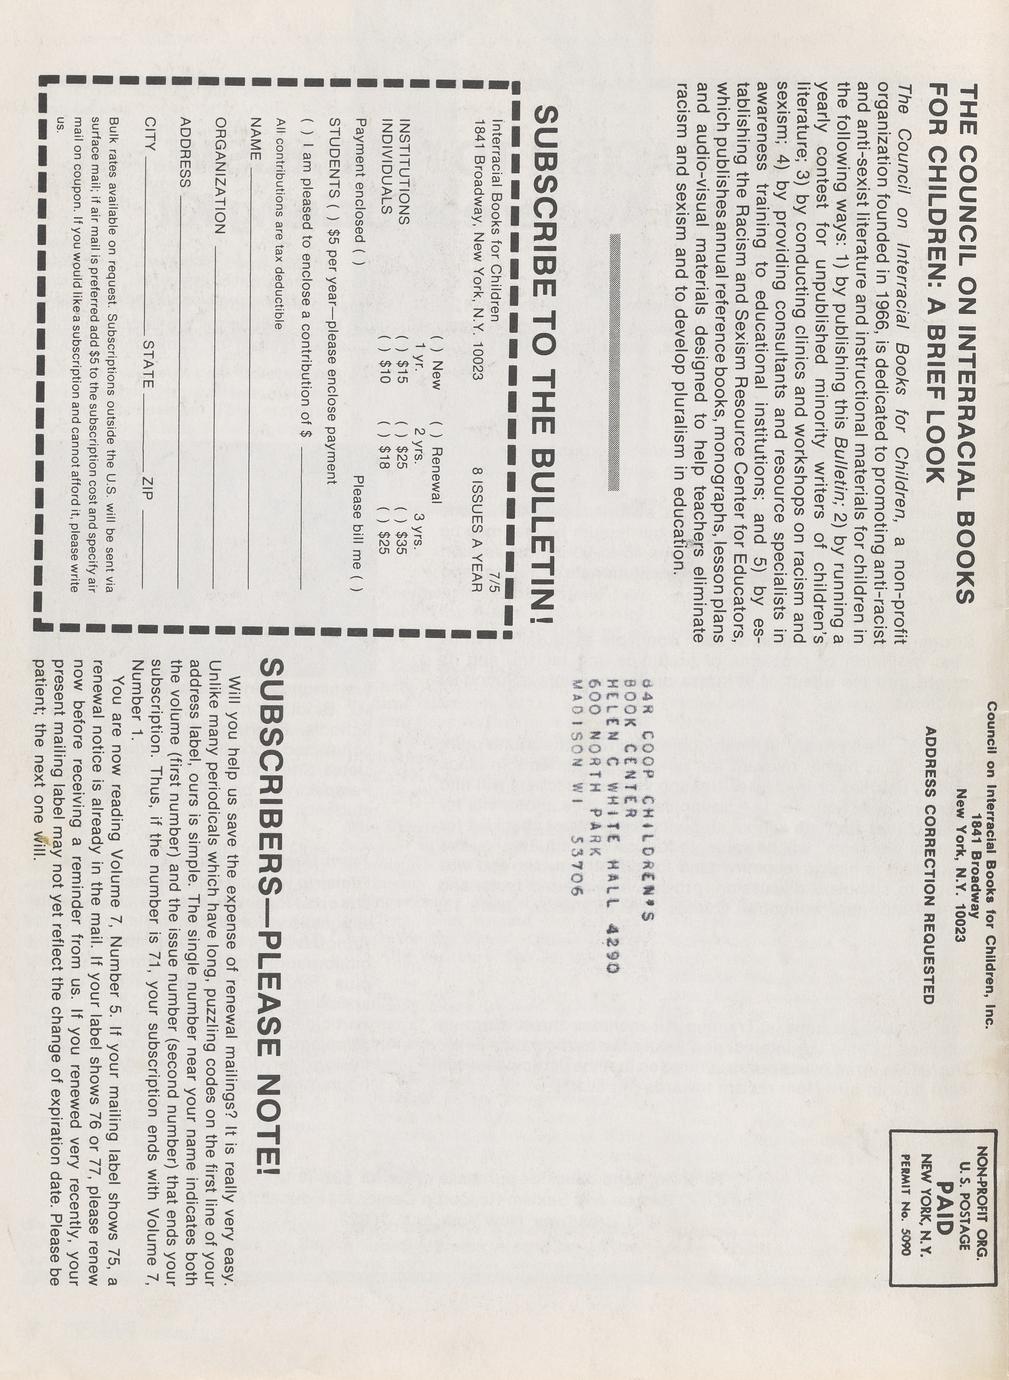 THE COUNCIL ON INTERRACIAL BOOKS
FOR CHILDREN: A BRIEF LOOK
The Council on Interracial Books for Children, a non-profit
organization founded in 1966, is dedicated to promoting anti-racist
and anti-sexist literature and instructional materials for children in
the following ways: 1) by publishing this Bulletin; 2) by running a
yearly contest for unpublished minority writers of children's
literature; 3) by conducting clinics and workshops on racism and
sexism; 4) by providing consultants and resource specialists in
awareness training to educational institutions; and 5) by es-
tablishing the Racism and Sexism Resource Center for Educators,
which publishes annual reference books, monographs, lesson plans
and audio-visual materials designed to help teachers eliminate
racism and sexism and to develop pluralism in education.
SUBSCRIBE TO THE BULLETIN!
7/5
Interracial Books for Children
1841 Broadway, New York, N.Y. 10023 8 ISSUES A YEAR
( ) New ( ) Renewal
1 yr. 2 yrs. 3 yrs.
INSTITUTIONS ( ) $15 ( ) $25 ( ) $35
INDIVIDUALS ( ) $10 ( ) $18 ( ) $25
Payment enclosed ( ) Please bill me ( )
STUDENTS ( ) $5 per year—please enclose payment
( ) I am pleased to enclose a contribution of $
All contributions are tax deductible
NAME
ORGANIZATION
ADDRESS
CITY STATE ZIP
Bulk rates available on request. Subscriptions outside the U.S. will be sent via
surface mail; if air mail is preferred add $5 to the subscription cost and specify air
mail on coupon. If you would like a subscription and cannot afford it, please write
us.
Council on Interracial Books for Children, Inc.
1841 Broadway
New York, N.Y. 10023
ADDRESS CORRECTION REQUESTED
NON-PROFIT ORG.
U. S. POSTAGE
PAID
NEW YORK, N.Y.
PERMIT No. 5090
84R COOP CHILDREN'S
BOOK CENTER
HELEN C WHITE HALL 4290
600 NORTH PARK
MADISON WI 53706
SUBSCRIBERS—PLEASE NOTE!
Will you help us save the expense of renewal mailings? It is really very easy.
Unlike many periodicals which have long, puzzling codes on the first line of your
address label, ours is simple. The single number near your name indicates both
the volume (first number) and the issue number (second number) that ends your
subscription. Thus, if the number is 71, your subscription ends with Volume 7,
Number 1.
You are now reading Volume 7, Number 5. If your mailing label shows 75, a
renewal notice is already in the mail. If your label shows 76 or 77, please renew
now before receiving a reminder from us. If you renewed very recently, your
present mailing label may not yet reflect the change of expiration date. Please be
patient; the next one will.